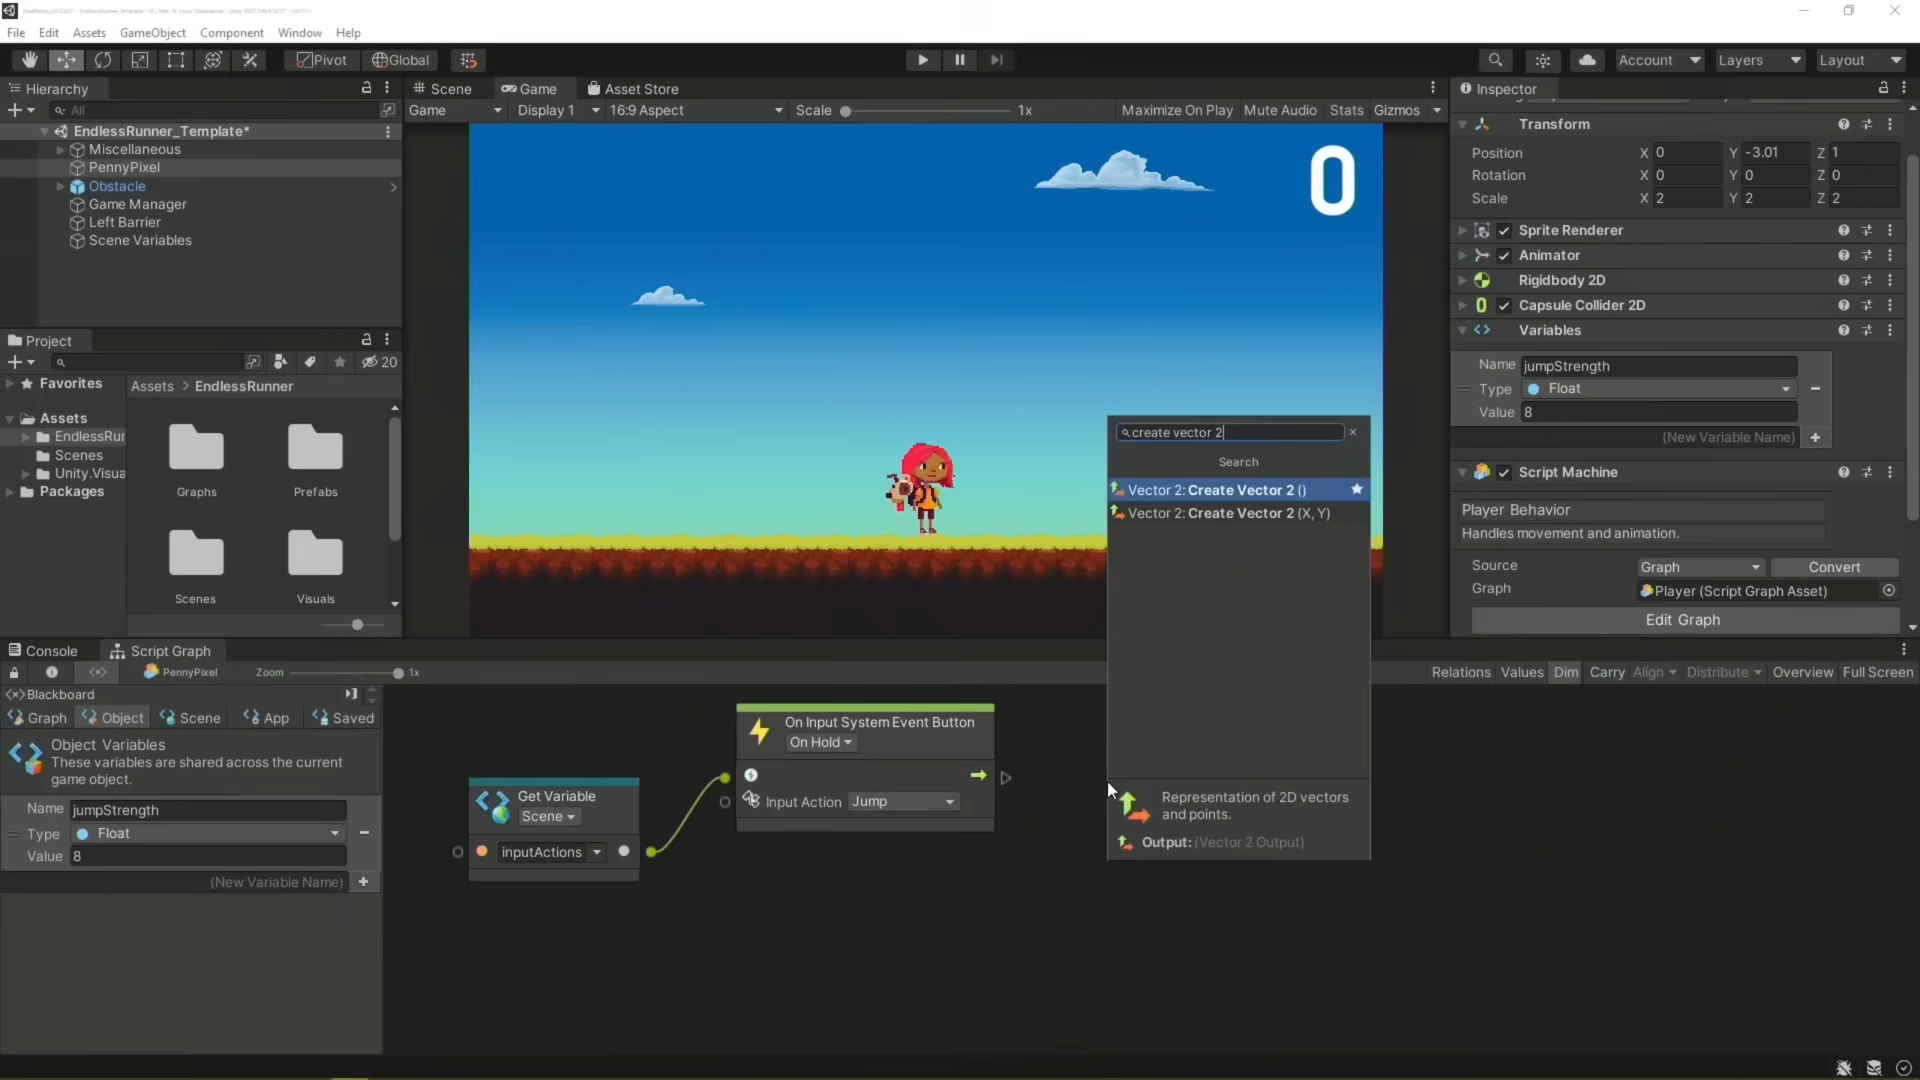 File Edit Assets GameObject Component Window Help
Pivot Global
Account Layers Layout
Hierarchy
All
EndlessRunner_Template*
Miscellaneous
PennyPixel
Obstacle
Game Manager
Left Barrier
Scene Variables
Scene Game Asset Store
Game Display 1 16:9 Aspect Scale 1x Maximize On Play Mute Audio Stats Gizmos
0
Project
20
Favorites
Assets
EndlessRur
Scenes
Unity.Visua
Packages
Assets > EndlessRunner
Graphs Prefabs
Scenes Visuals
create vector 2
Search
Vector 2: Create Vector 2 ()
Vector 2: Create Vector 2 (X, Y)
Representation of 2D vectors
and points.
Output: (Vector 2 Output)
Inspector
Transform
Position X 0 Y -3.01 Z 1
Rotation X 0 Y 0 Z 0
Scale X 2 Y 2 Z 2
Sprite Renderer
Animator
Rigidbody 2D
Capsule Collider 2D
Variables
Name jumpStrength
Type Float
Value 8
(New Variable Name)
Script Machine
Player Behavior
Handles movement and animation.
Source Graph Convert
Graph Player (Script Graph Asset)
Edit Graph
Console Script Graph
PennyPixel Zoom 1x
Relations Values Dim Carry Align Distribute Overview Full Screen
Blackboard
Graph Object Scene App Saved
Object Variables
These variables are shared across the current
game object.
Name jumpStrength
Type Float
Value 8
(New Variable Name)
Get Variable
Scene
inputActions
On Input System Event Button
On Hold
Input Action Jump